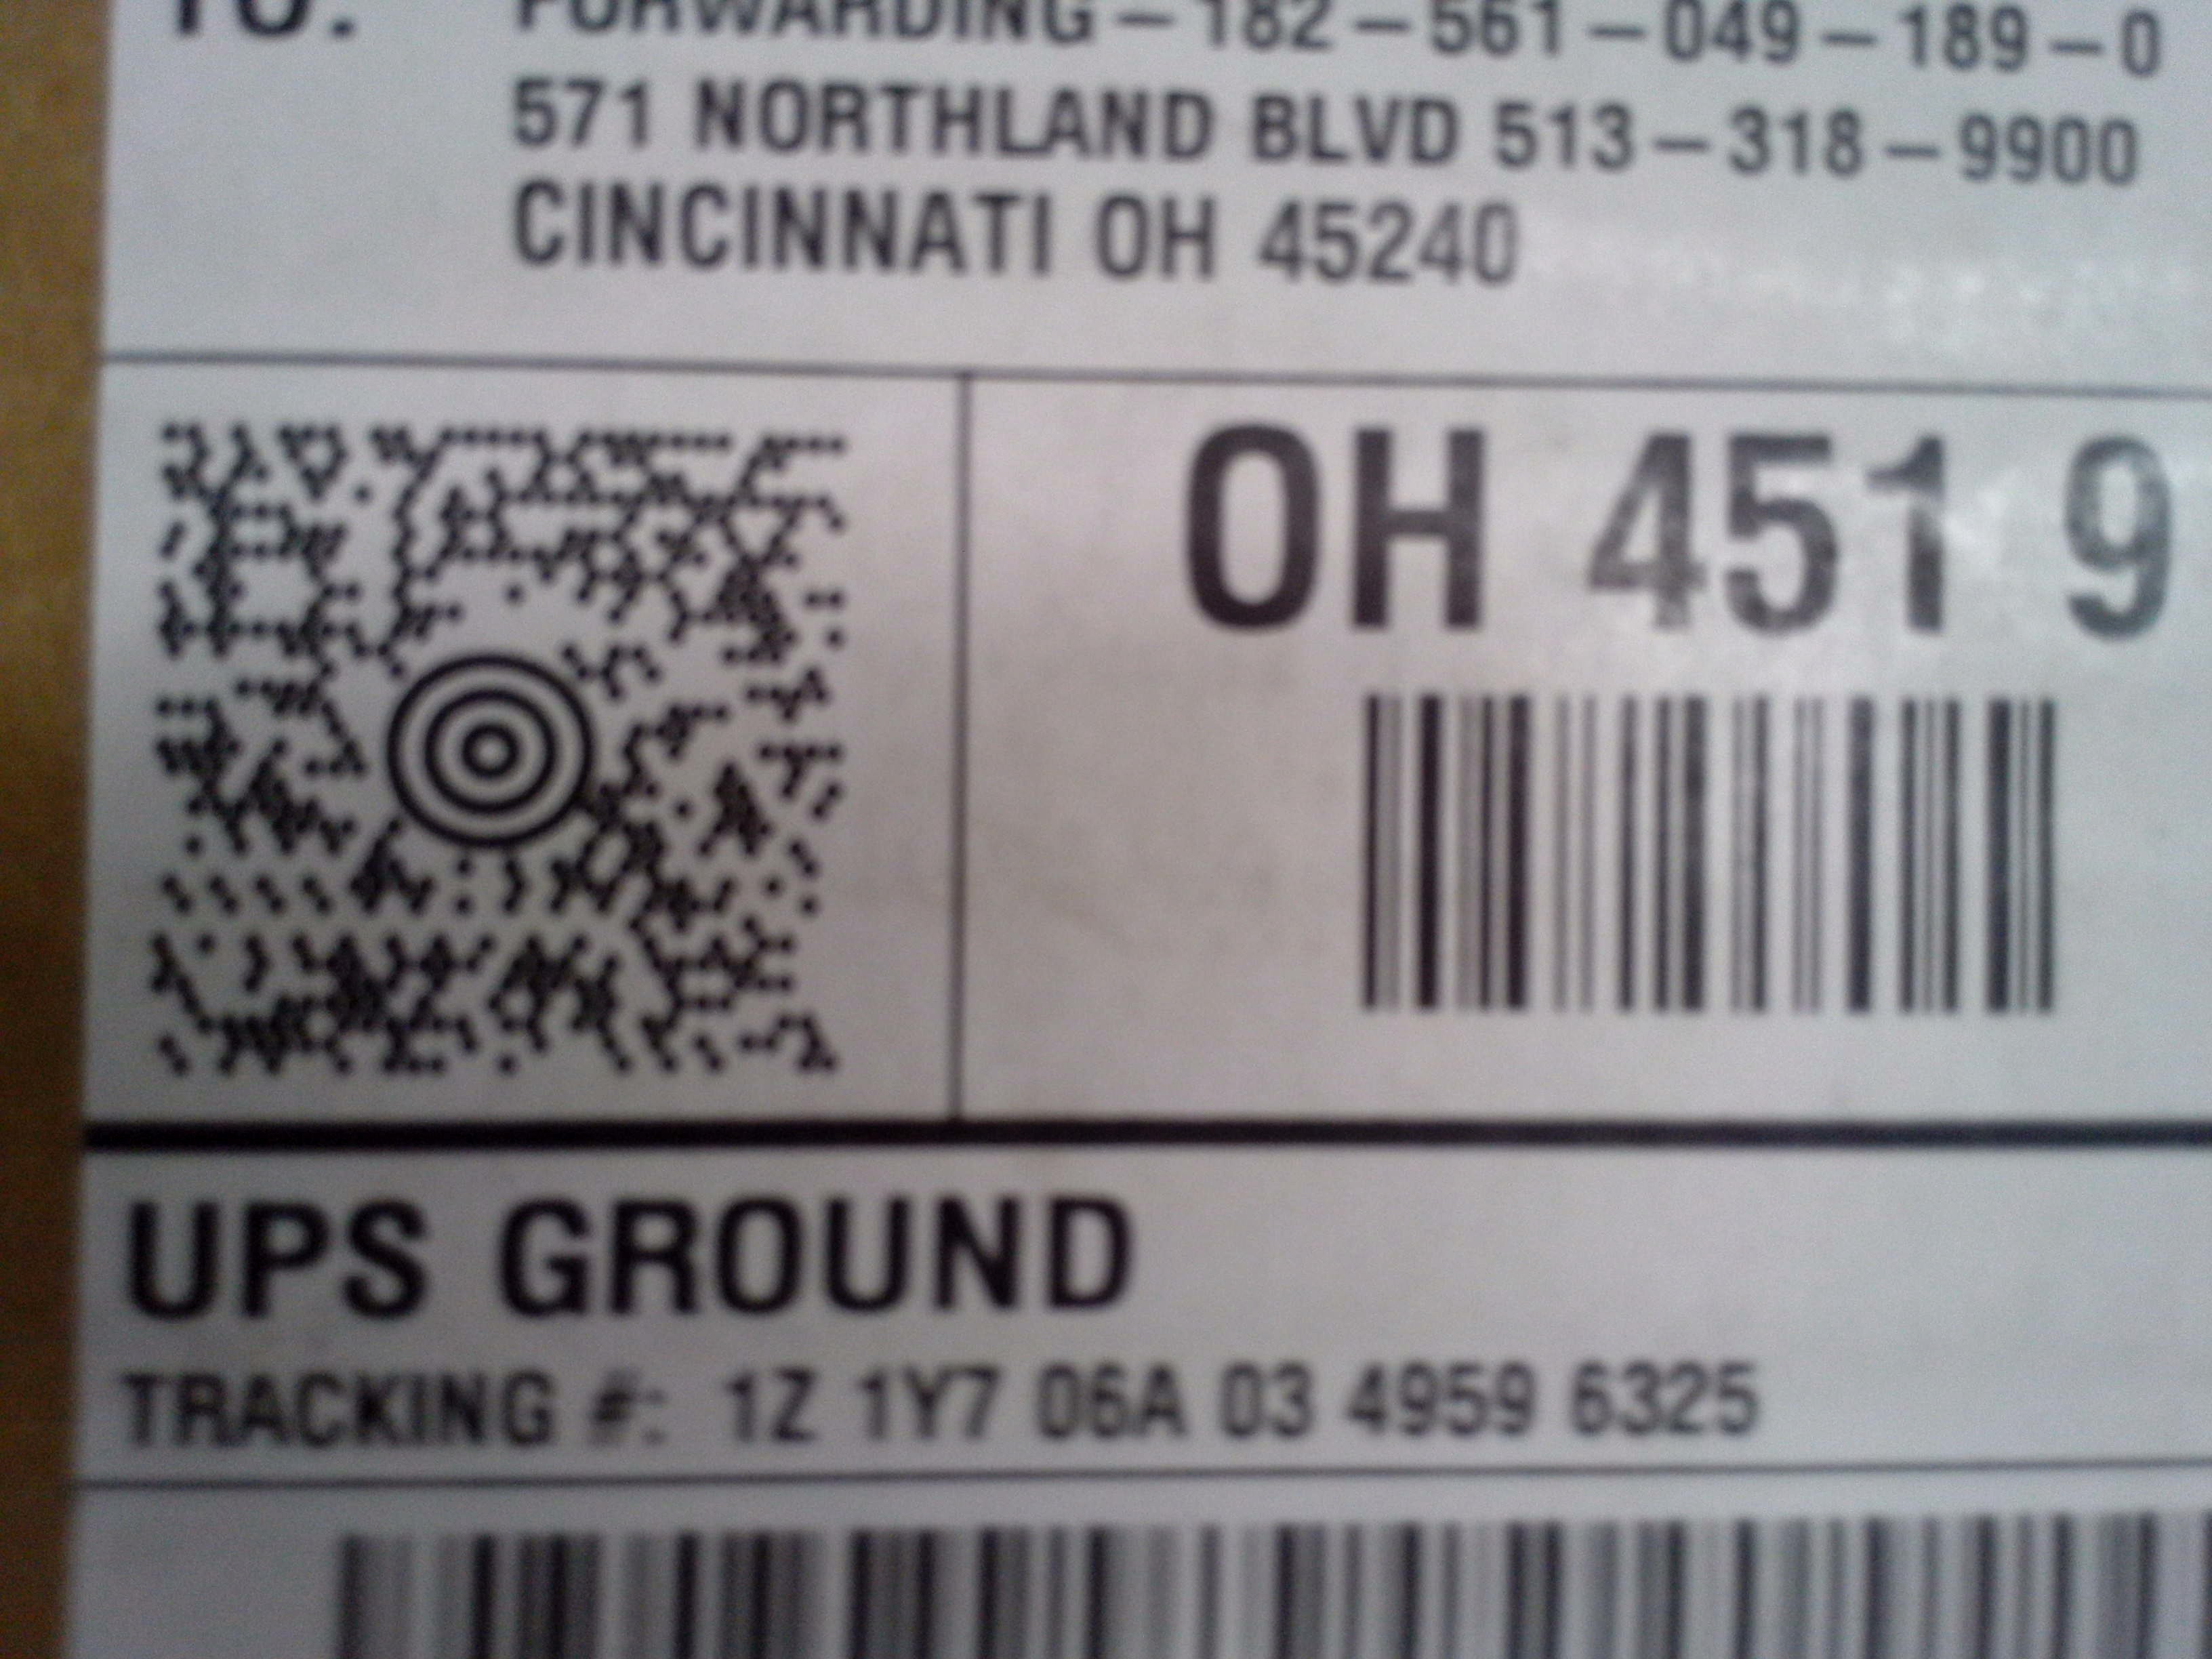 TO: FORWARDING-182-561-049-189-0
571 NORTHLAND BLVD 513-318-9900
CINCINNATI OH 45240
OH 451 9
UPS GROUND
TRACKING #: 1Z 1Y7 06A 03 4959 6325